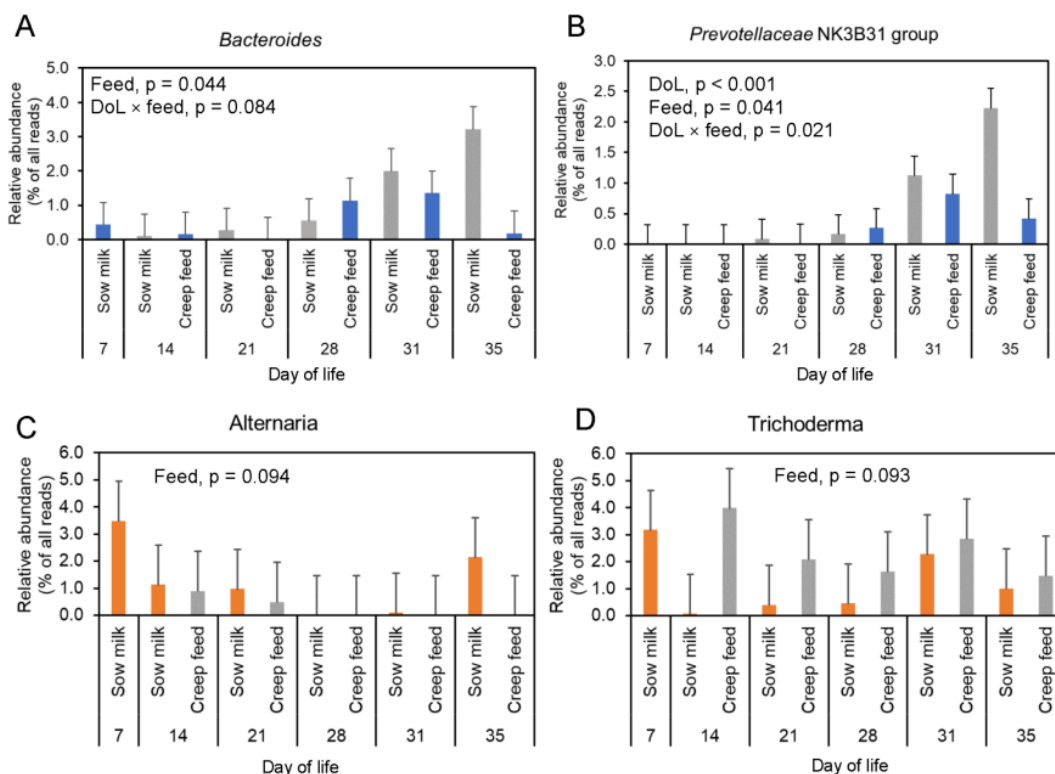 A
Bacteroides
Relative abundance
(% of all reads)
5.0
4.0
3.0
2.0
1.0
0.0
Feed, p = 0.044
DoL × feed, p = 0.084
Sow milk
Sow milk
Creep feed
Sow milk
Creep feed
Sow milk
Creep feed
Sow milk
Creep feed
Sow milk
Creep feed
7 14 21 28 31 35
Day of life
B
Prevotellaceae NK3B31 group
Relative abundance
(% of all reads)
3.0
2.5
2.0
1.5
1.0
0.5
0.0
DoL, p < 0.001
Feed, p = 0.041
DoL × feed, p = 0.021
Sow milk
Sow milk
Creep feed
Sow milk
Creep feed
Sow milk
Creep feed
Sow milk
Creep feed
Sow milk
Creep feed
7 14 21 28 31 35
Day of life
C
Alternaria
Relative abundance
(% of all reads)
6.0
5.0
4.0
3.0
2.0
1.0
0.0
Feed, p = 0.094
Sow milk
Sow milk
Creep feed
Sow milk
Creep feed
Sow milk
Creep feed
Sow milk
Creep feed
Sow milk
Creep feed
7 14 21 28 31 35
Day of life
D
Trichoderma
Relative abundance
(% of all reads)
6.0
5.0
4.0
3.0
2.0
1.0
0.0
Feed, p = 0.093
Sow milk
Sow milk
Creep feed
Sow milk
Creep feed
Sow milk
Creep feed
Sow milk
Creep feed
Sow milk
Creep feed
7 14 21 28 31 35
Day of life